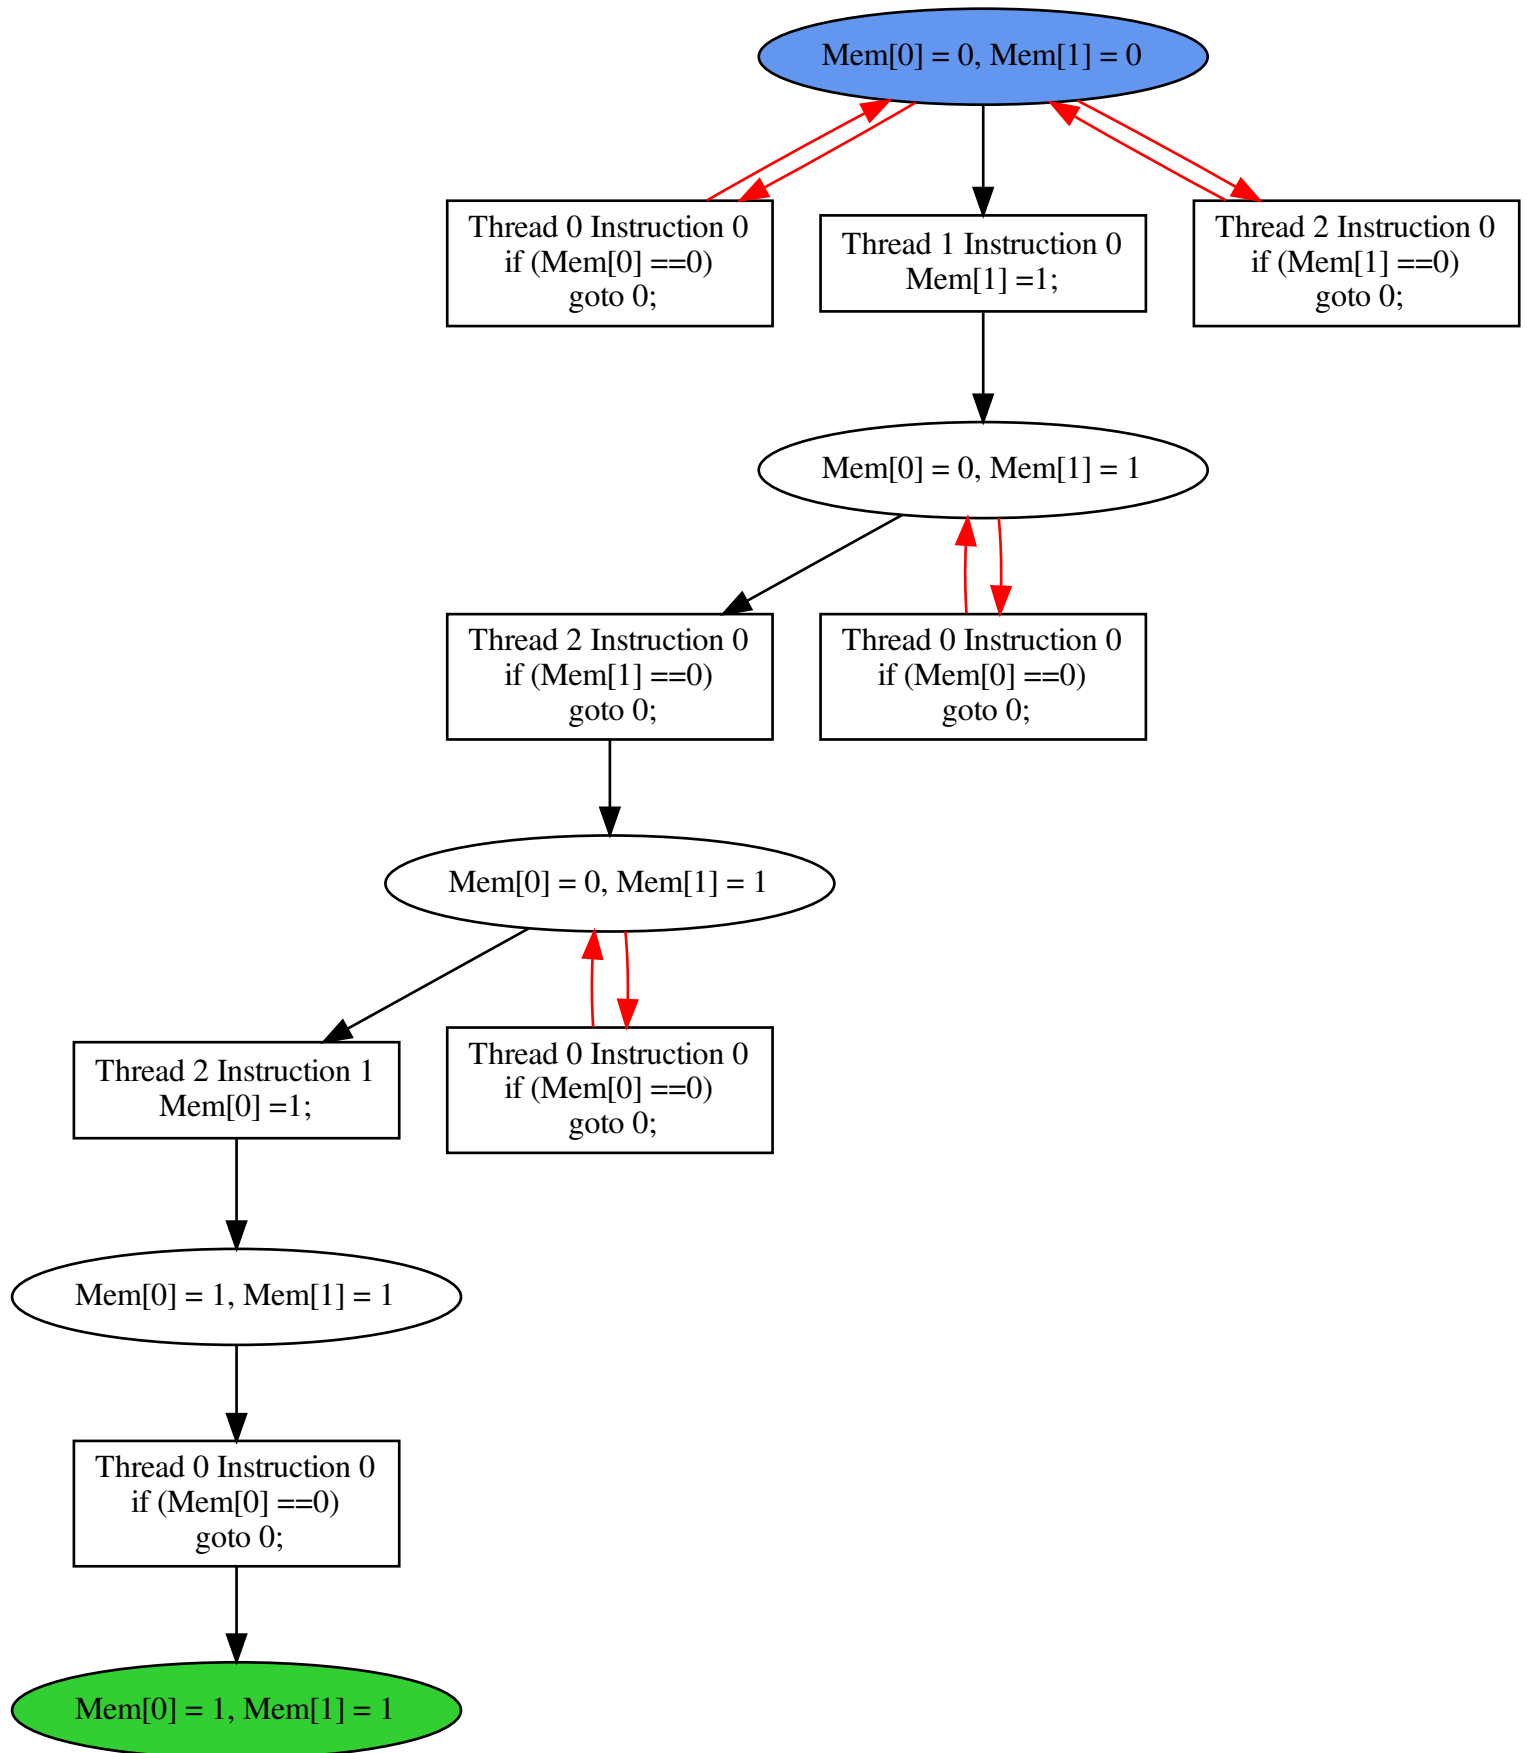 Mem[0] = 0, Mem[1] = 0
Thread 0 Instruction 0
if (Mem[0] ==0)
goto 0;
Thread 1 Instruction 0
Mem[1] =1;
Thread 2 Instruction 0
if (Mem[1] ==0)
goto 0;
Mem[0] = 0, Mem[1] = 1
Thread 2 Instruction 0
if (Mem[1] ==0)
goto 0;
Thread 0 Instruction 0
if (Mem[0] ==0)
goto 0;
Mem[0] = 0, Mem[1] = 1
Thread 2 Instruction 1
Mem[0] =1;
Thread 0 Instruction 0
if (Mem[0] ==0)
goto 0;
Mem[0] = 1, Mem[1] = 1
Thread 0 Instruction 0
if (Mem[0] ==0)
goto 0;
Mem[0] = 1, Mem[1] = 1